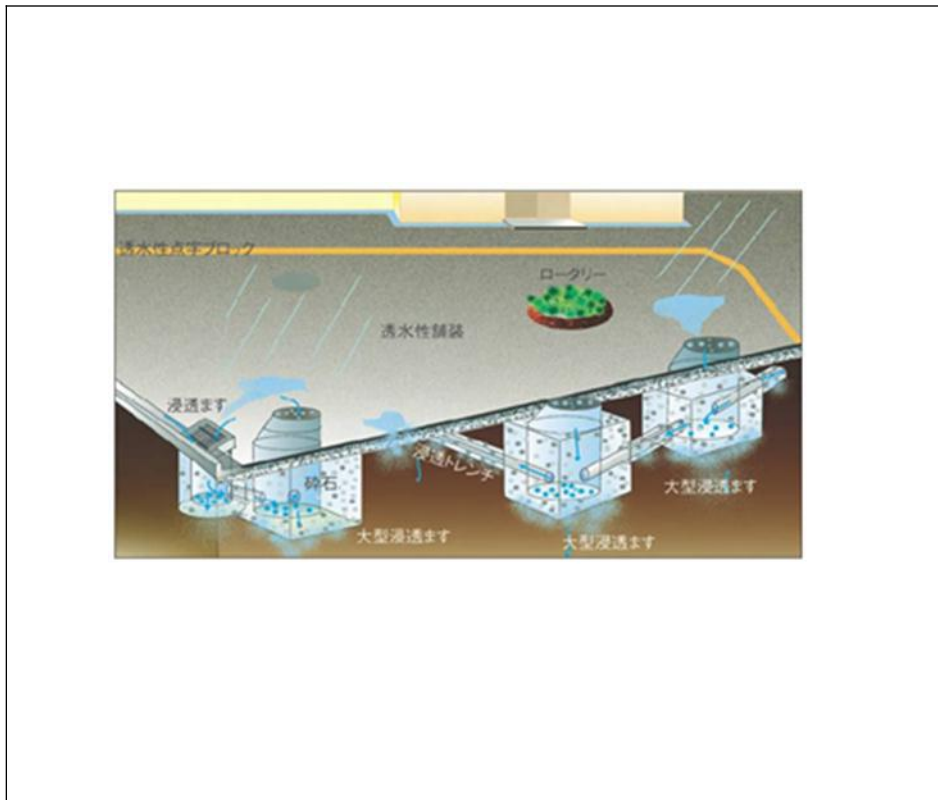 透水性点字ブロック
ロータリー
透水性舗装
浸透ます
浸透トレンチ
砕石
大型浸透ます
大型浸透ます
大型浸透ます